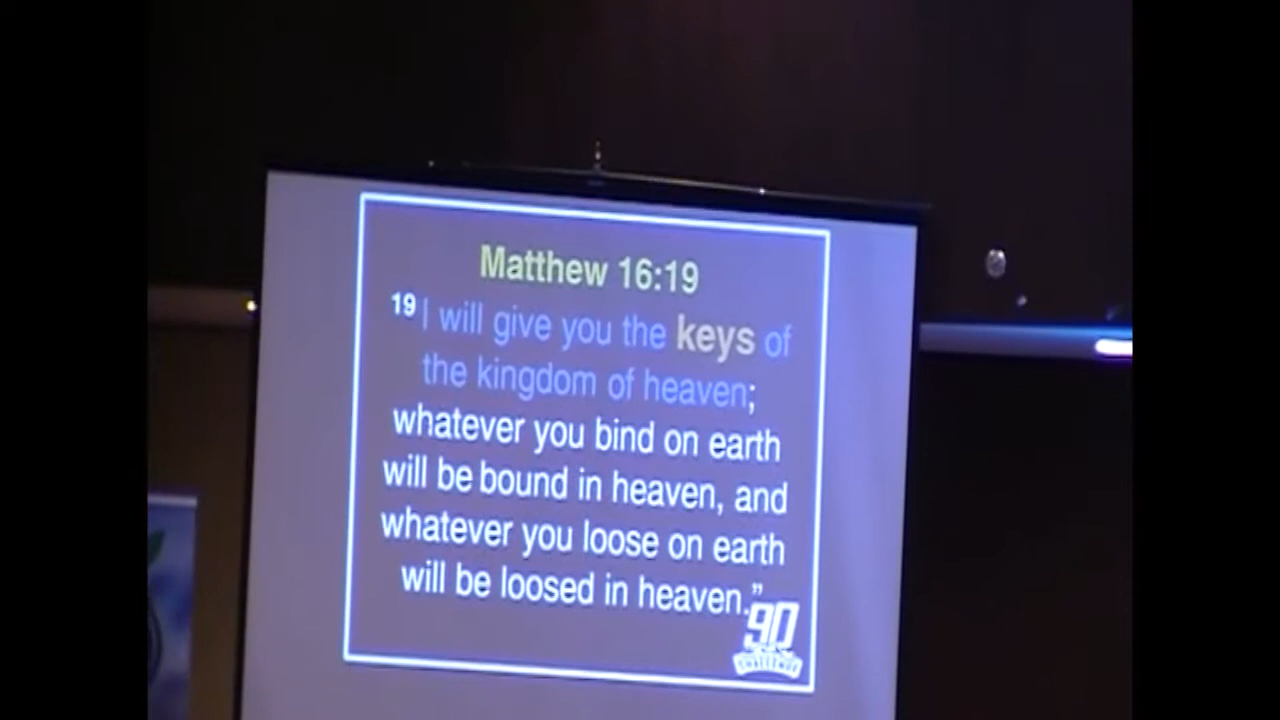 Matthew 16:19
19 I will give you the keys of
the kingdom of heaven;
whatever you bind on earth
will be bound in heaven, and
whatever you loose on earth
will be loosed in heaven.”
90